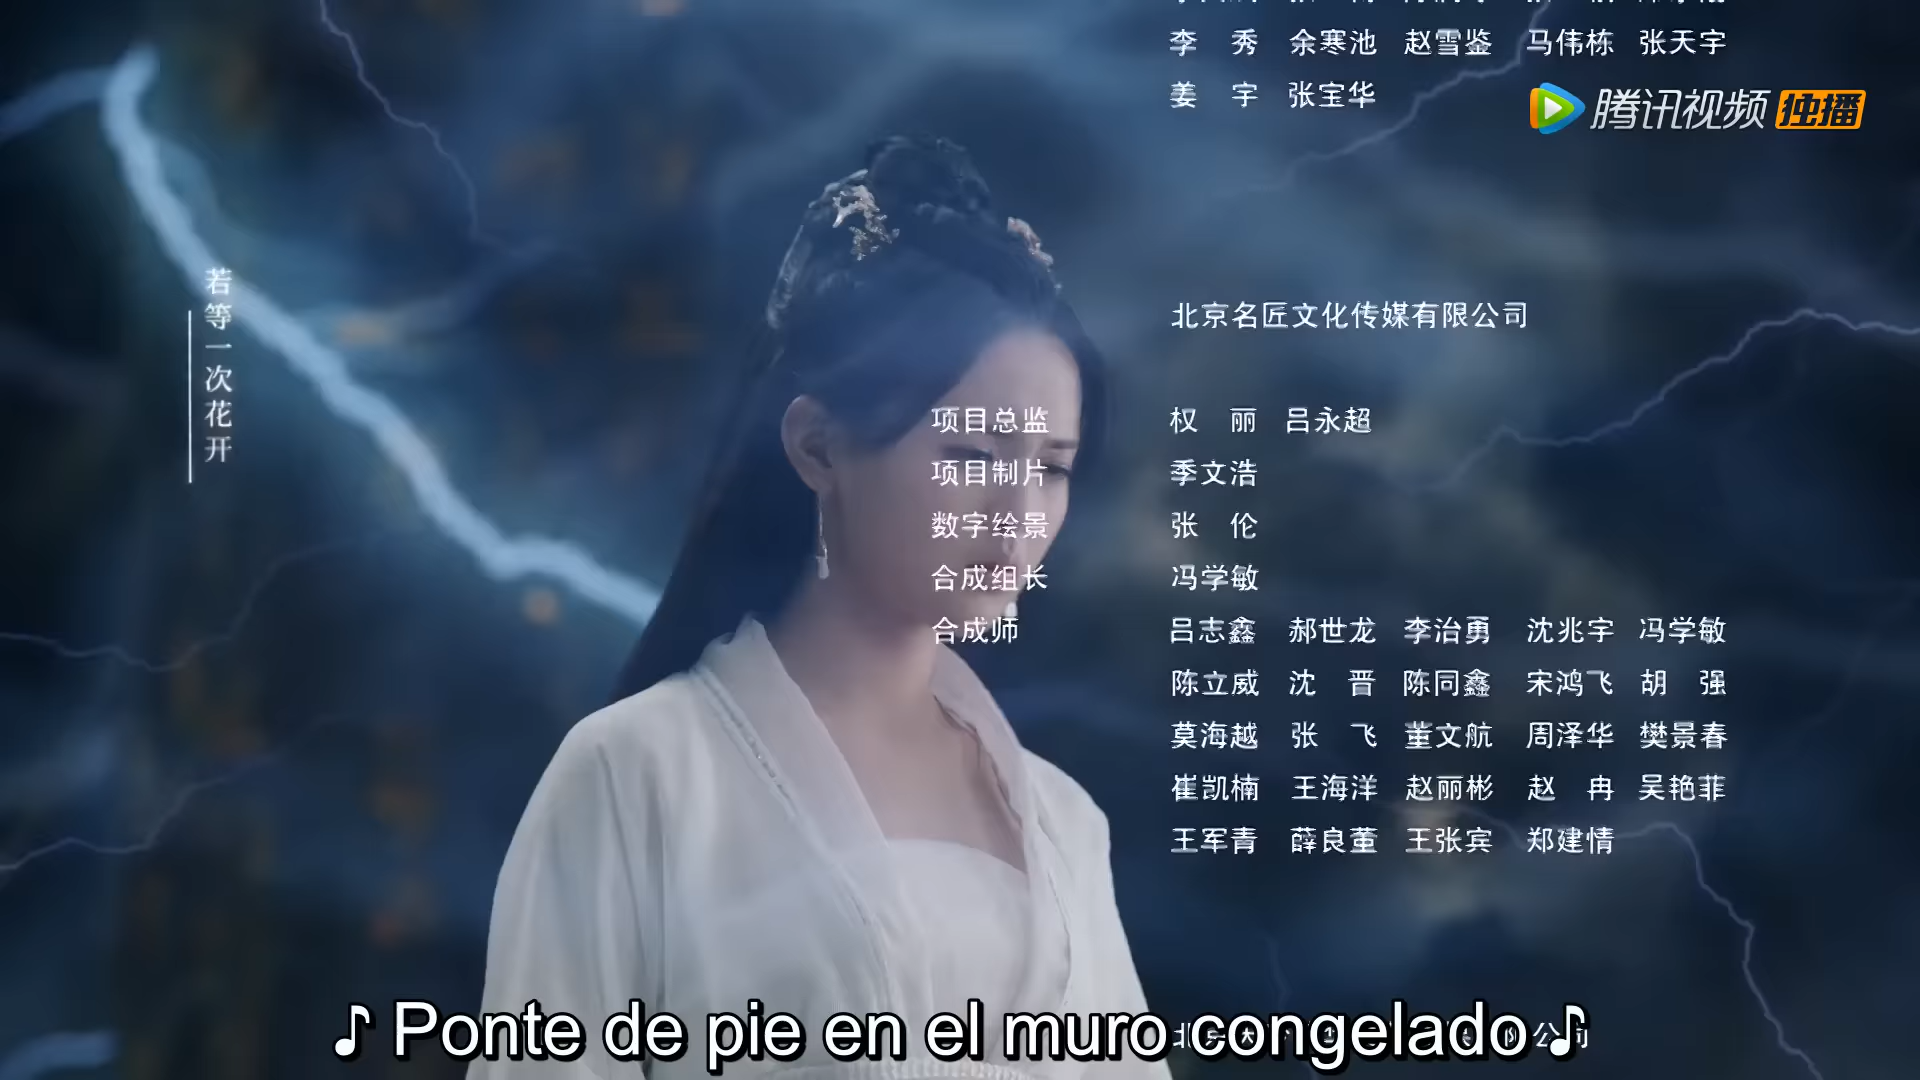 李 秀 余寒池 赵雪鉴 马伟栋 张天宇
姜 宇 张宝华
腾讯视频 独播
若等一次花开
北京名匠文化传媒有限公司
项目总监 权 丽 吕永超
项目制片 季文浩
数字绘景 张 伦
合成组长 冯学敏
合成师 吕志鑫 郝世龙 李治勇 沈兆宇 冯学敏
陈立威 沈 晋 陈同鑫 宋鸿飞 胡 强
莫海越 张 飞 董文航 周泽华 樊景春
崔凯楠 王海洋 赵丽彬 赵 冉 吴艳菲
王军青 薛良董 王张宾 郑建情
♪ Ponte de pie en el muro congelado ♪